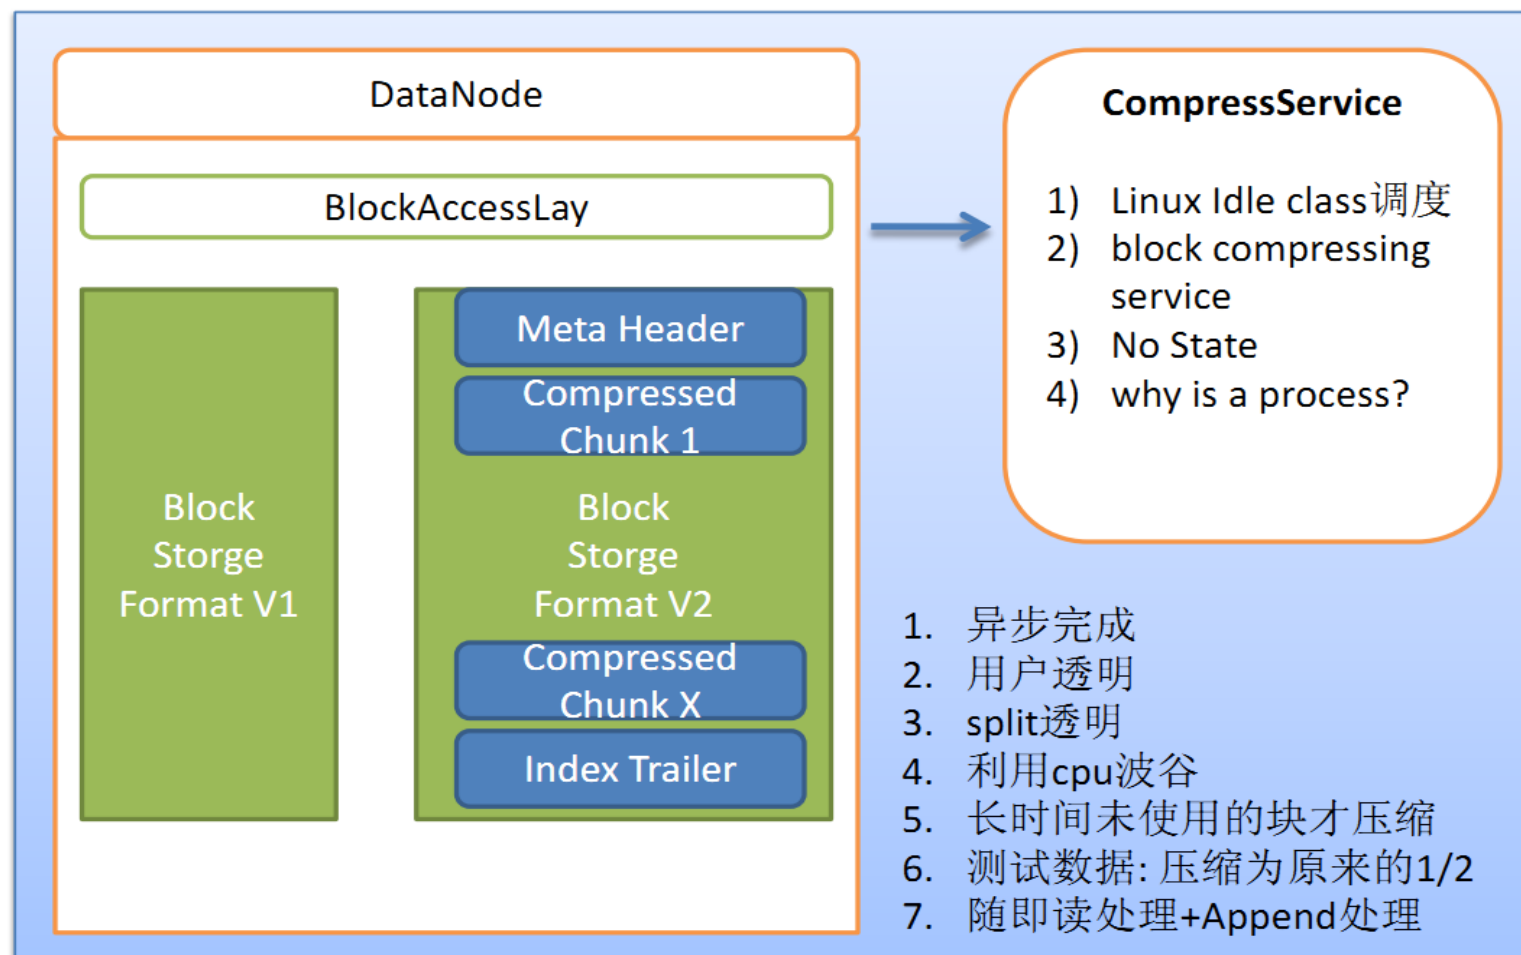 DataNode
BlockAccessLay
Block
Storge
Format V1
Meta Header
Compressed
Chunk 1
Block
Storge
Format V2
Compressed
Chunk X
Index Trailer
CompressService
1) Linux Idle class调度
2) block compressing
service
3) No State
4) why is a process?
1. 异步完成
2. 用户透明
3. split透明
4. 利用cpu波谷
5. 长时间未使用的块才压缩
6. 测试数据: 压缩为原来的1/2
7. 随即读处理+Append处理